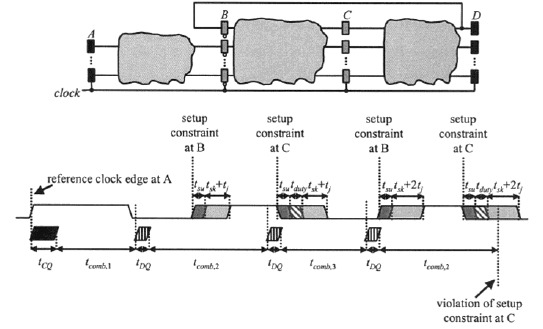 A B C D
clock
setup constraint at B
setup constraint at C
setup constraint at B
setup constraint at C
reference clock edge at A
t_su t_sk+t_j
t_su t_duty t_sk+t_j
t_su t_sk+2t_j
t_su t_duty t_sk+2t_j
t_CQ t_comb,1 t_DQ t_comb,2 t_DQ t_comb,3 t_DQ t_comb,2
violation of setup constraint at C